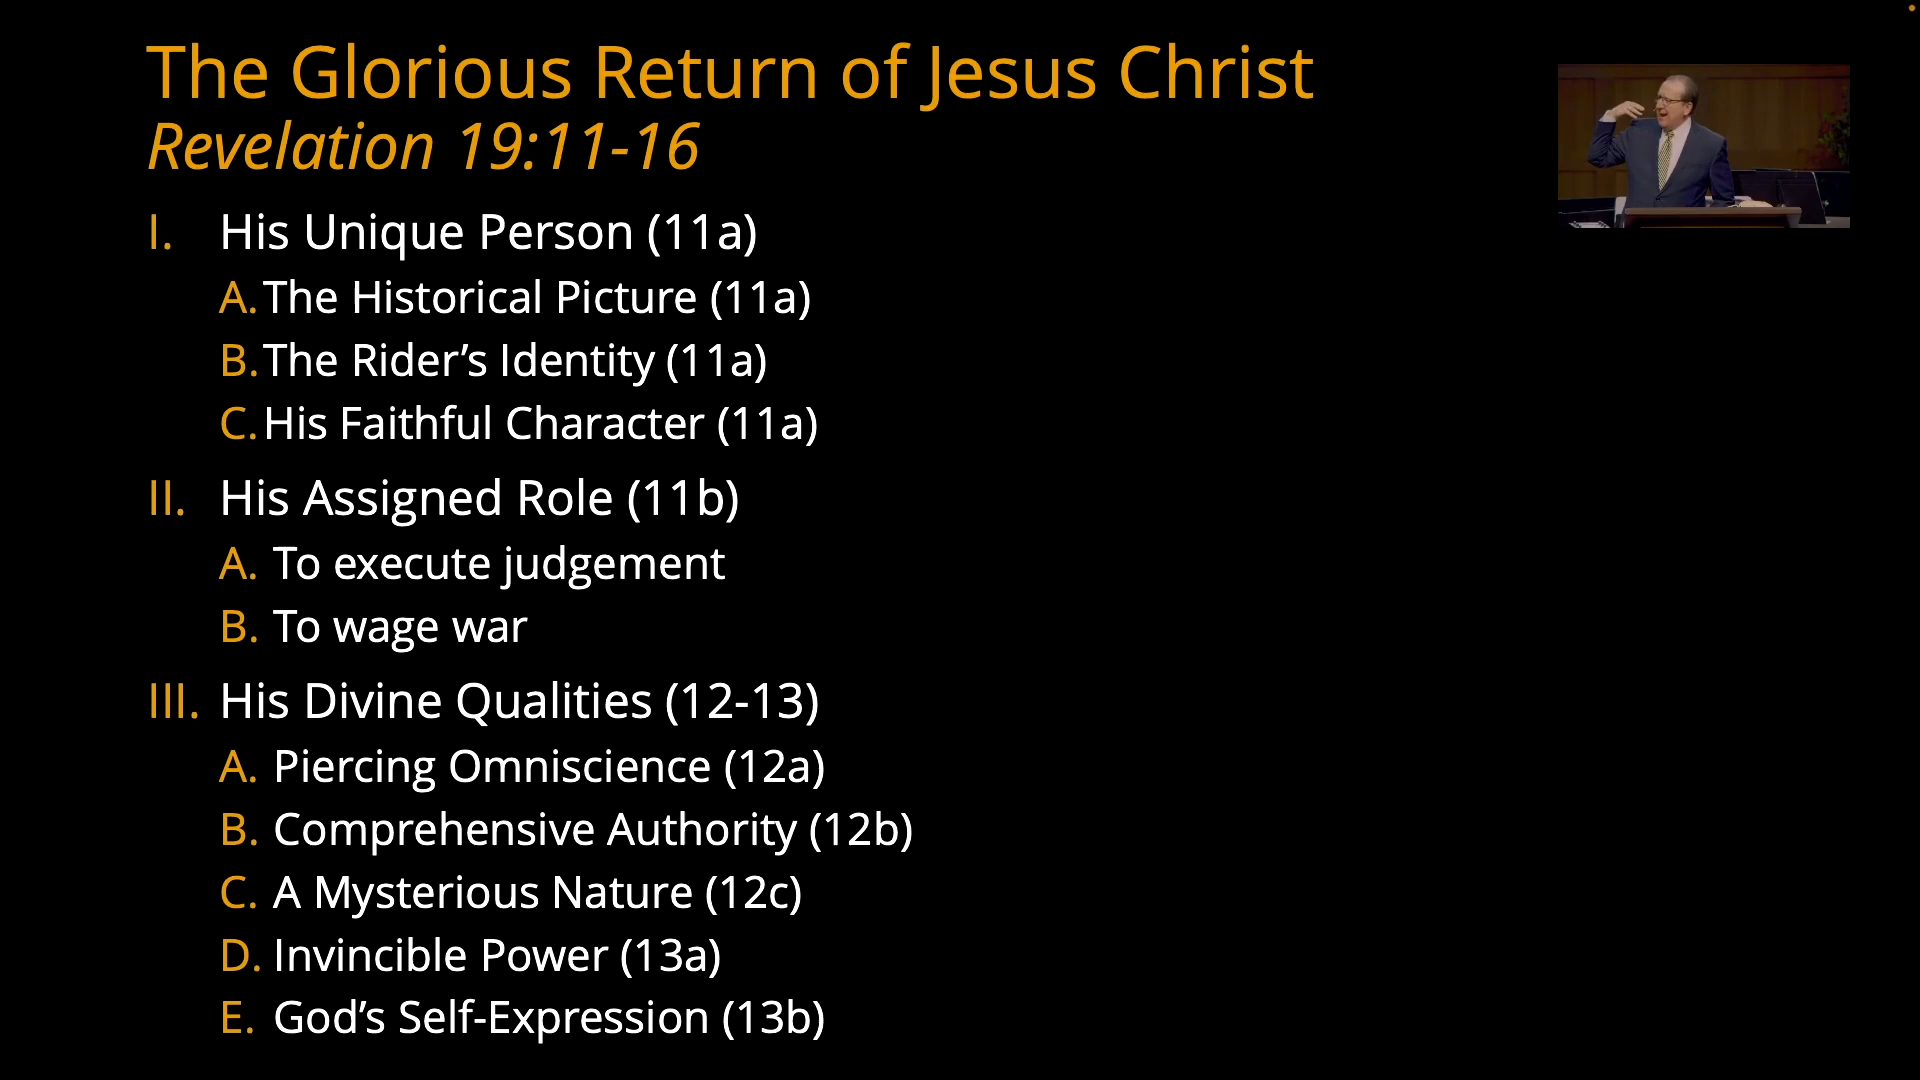 The Glorious Return of Jesus Christ
Revelation 19:11-16
I. His Unique Person (11a)
A. The Historical Picture (11a)
B. The Rider’s Identity (11a)
C. His Faithful Character (11a)
II. His Assigned Role (11b)
A. To execute judgement
B. To wage war
III. His Divine Qualities (12-13)
A. Piercing Omniscience (12a)
B. Comprehensive Authority (12b)
C. A Mysterious Nature (12c)
D. Invincible Power (13a)
E. God’s Self-Expression (13b)